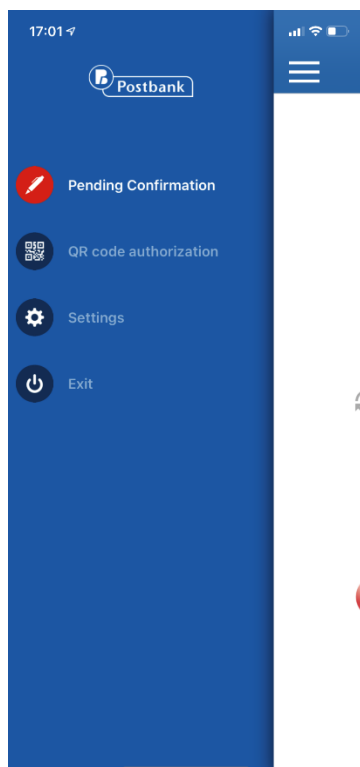 17:01
Postbank
Pending Confirmation
QR code authorization
Settings
Exit